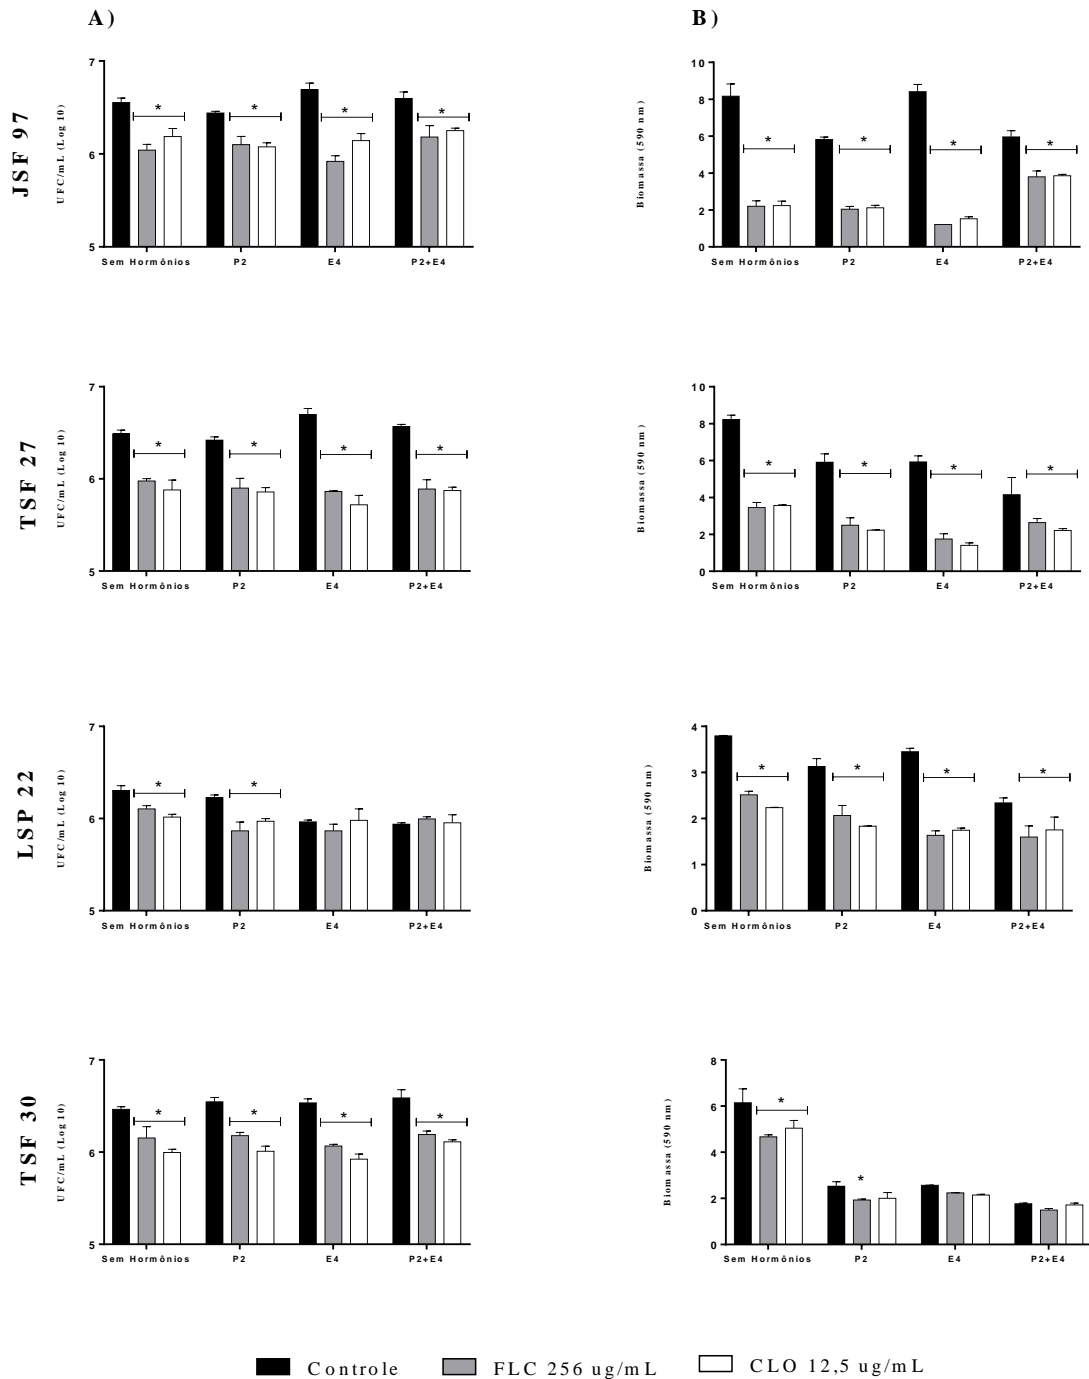 A)
B)
JSF 97
UFC/mL (Log 10)
7
6
5
* * * *
Sem Hormônios P2 E4 P2+E4
Biomassa (590 nm)
10
8
6
4
2
0
* * * *
Sem Hormônios P2 E4 P2+E4
TSF 27
UFC/mL (Log 10)
7
6
5
* * * *
Sem Hormônios P2 E4 P2+E4
Biomassa (590 nm)
10
8
6
4
2
0
* * * *
Sem Hormônios P2 E4 P2+E4
LSP 22
UFC/mL (Log 10)
7
6
5
* *
Sem Hormônios P2 E4 P2+E4
Biomassa (590 nm)
4
3
2
1
0
* * * *
Sem Hormônios P2 E4 P2+E4
TSF 30
UFC/mL (Log 10)
7
6
5
* * * *
Sem Hormônios P2 E4 P2+E4
Biomassa (590 nm)
8
6
4
2
0
* *
Sem Hormônios P2 E4 P2+E4
Controle FLC 256 ug/mL CLO 12,5 ug/mL